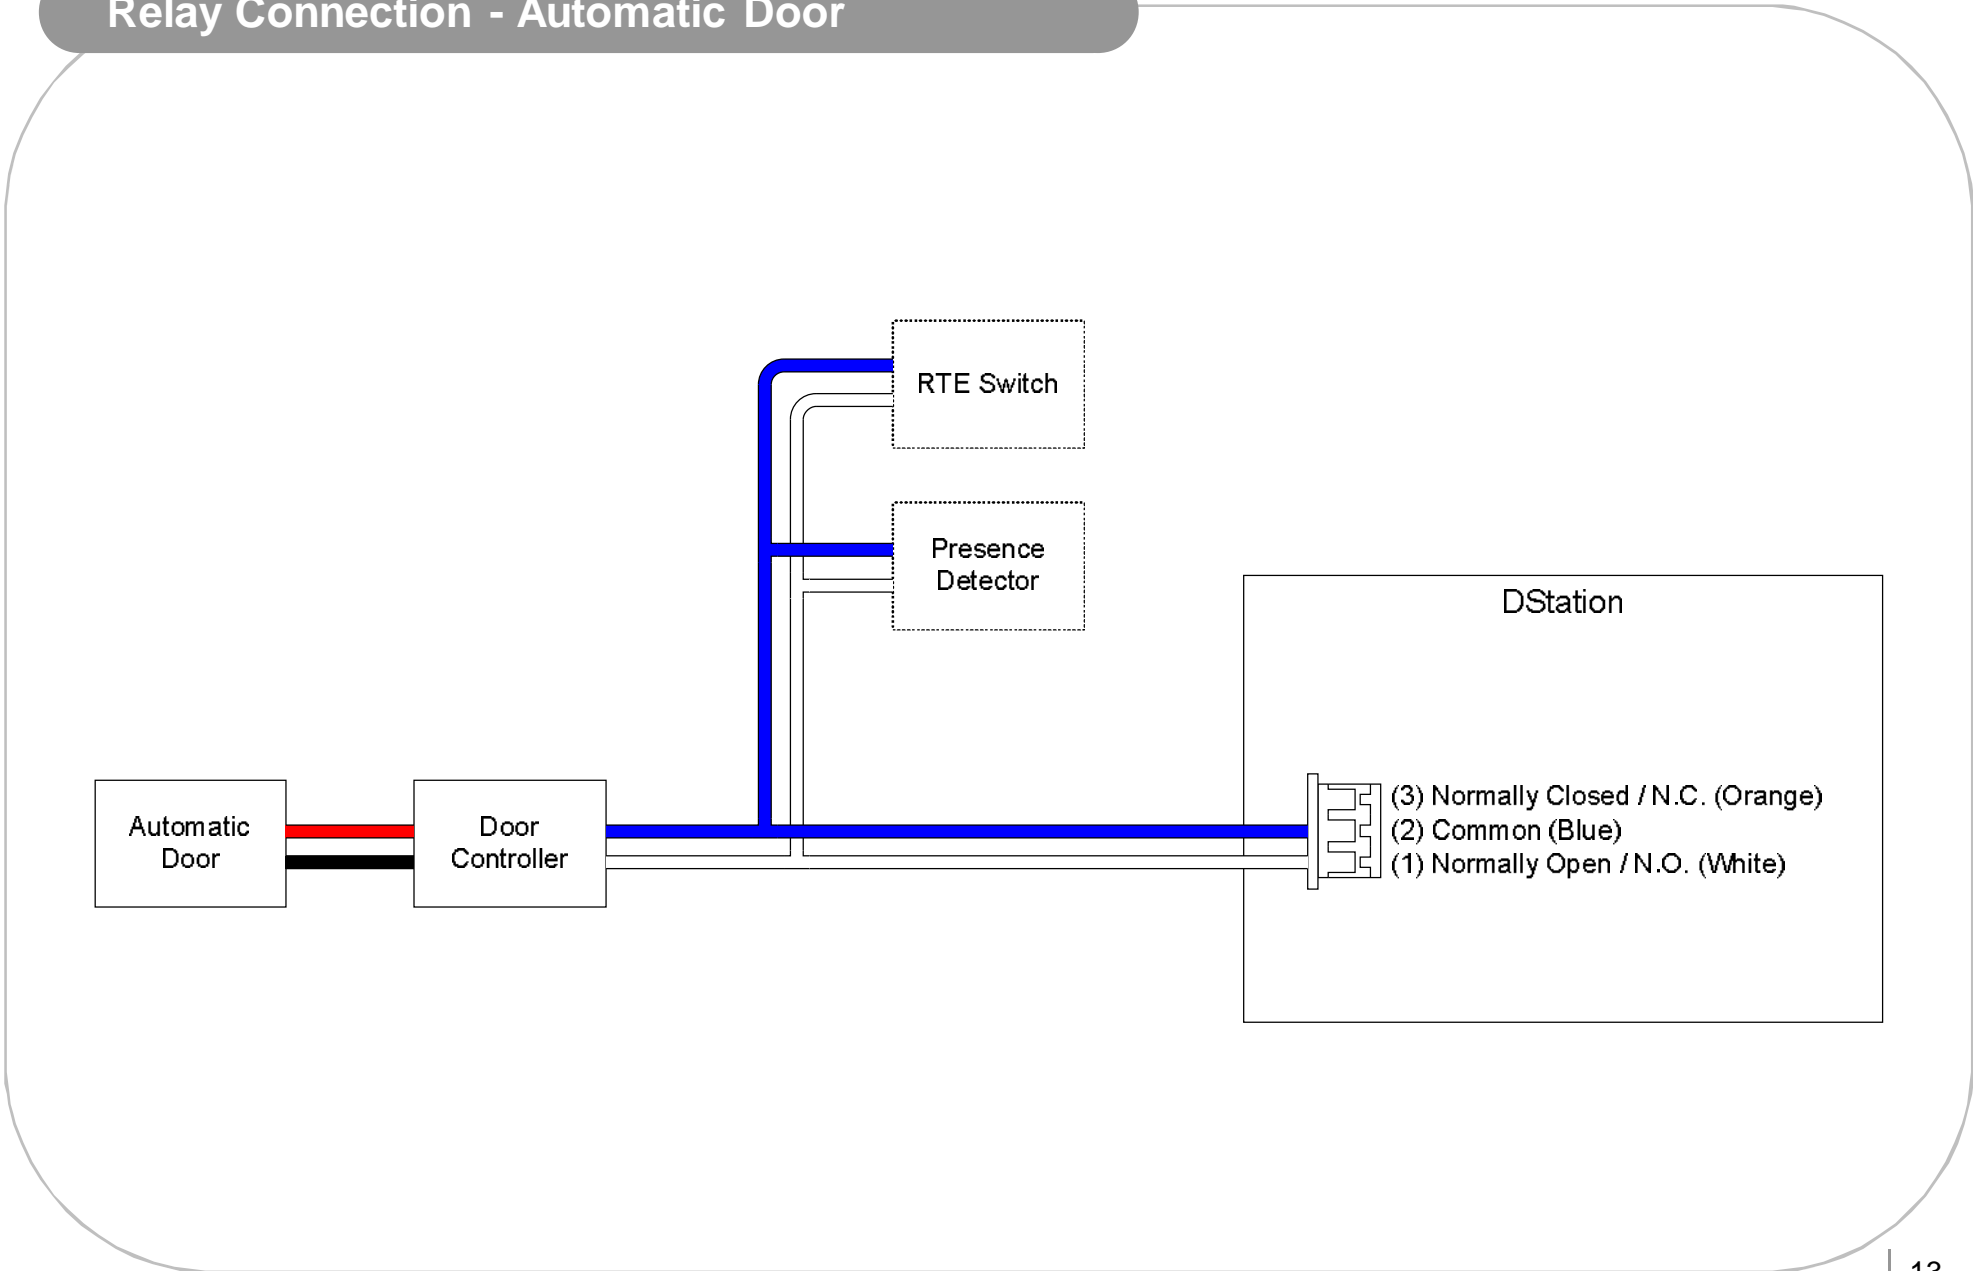 Relay Connection - Automatic Door
RTE Switch
Presence
Detector
DStation
Automatic
Door
Door
Controller
(3) Normally Closed / N.C. (Orange)
(2) Common (Blue)
(1) Normally Open / N.O. (White)
13